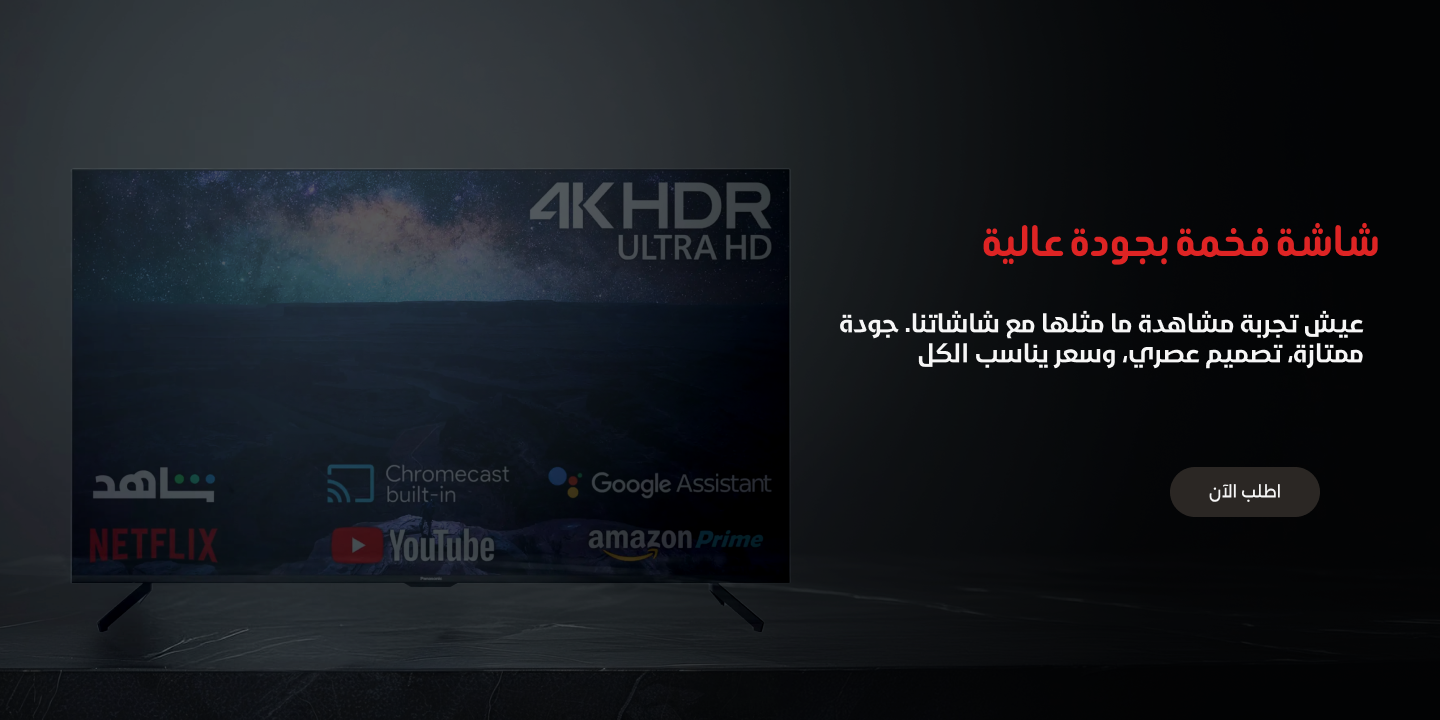 شاشة فخمة بجودة عالية
عيش تجربة مشاهدة ما مثلها مع شاشاتنا. جودة
ممتازة، تصميم عصري، وسعر يناسب الكل
اطلب الآن
4K HDR
ULTRA HD
شاهد
Chromecast
built-in
Google Assistant
NETFLIX
YouTube
amazon Prime
Panasonic